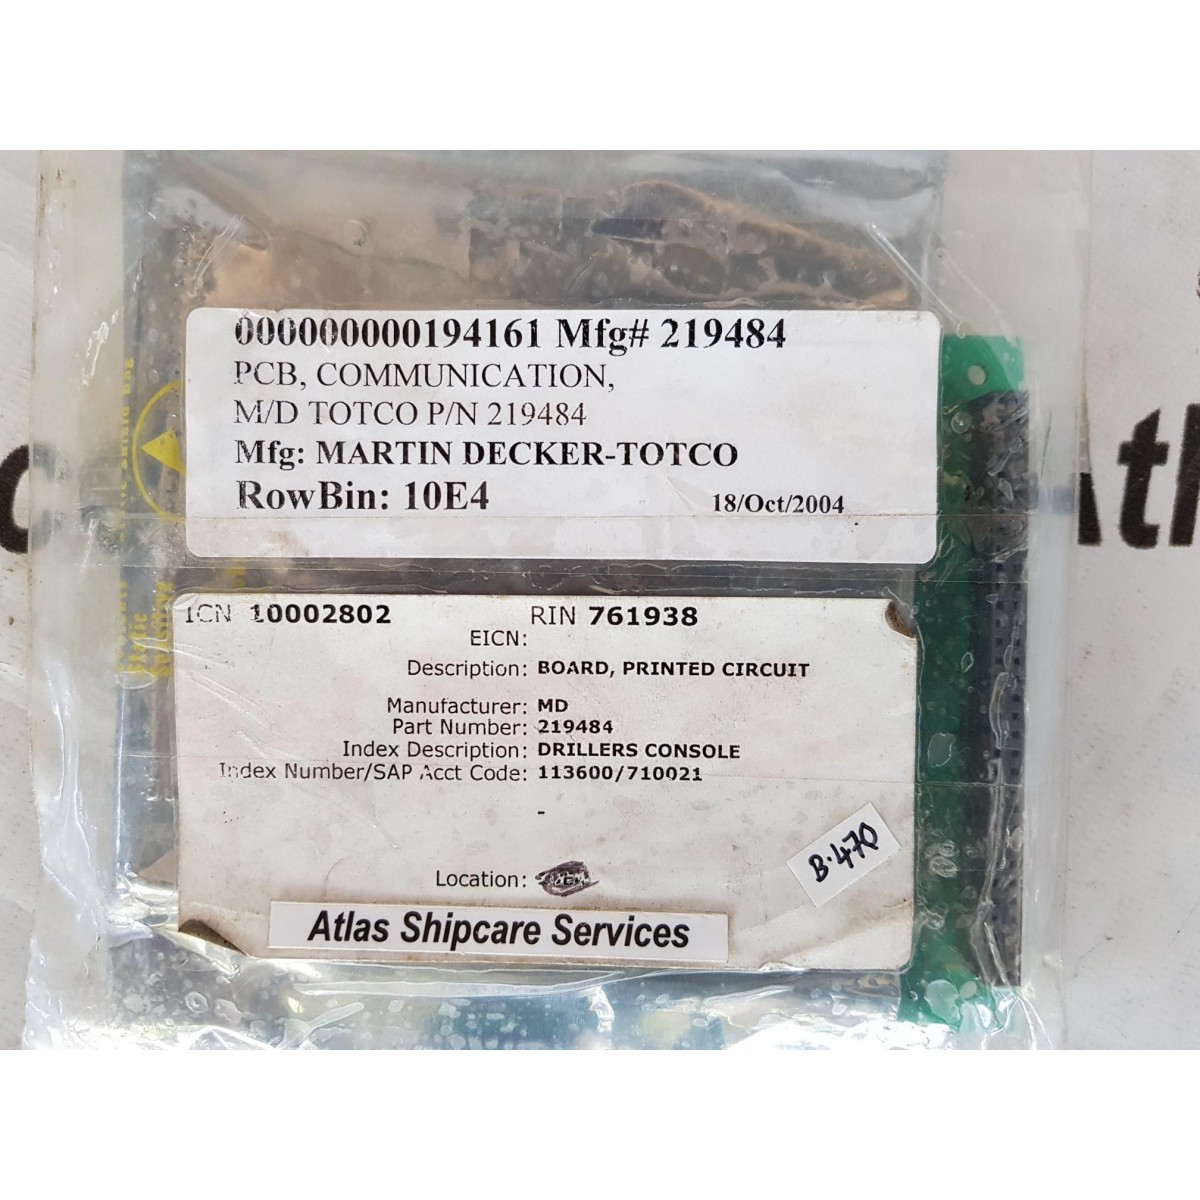 000000000194161 Mfg# 219484
PCB, COMMUNICATION,
M/D TOTCO P/N 219484
Mfg: MARTIN DECKER-TOTCO
RowBin: 10E4 18/Oct/2004
ICN 10002802 RIN 761938
EICN:
Description: BOARD, PRINTED CIRCUIT
Manufacturer: MD
Part Number: 219484
Index Description: DRILLERS CONSOLE
Index Number/SAP Acct Code: 113600/710021
-
Location:
B.470
Atlas Shipcare Services
Static
Atl